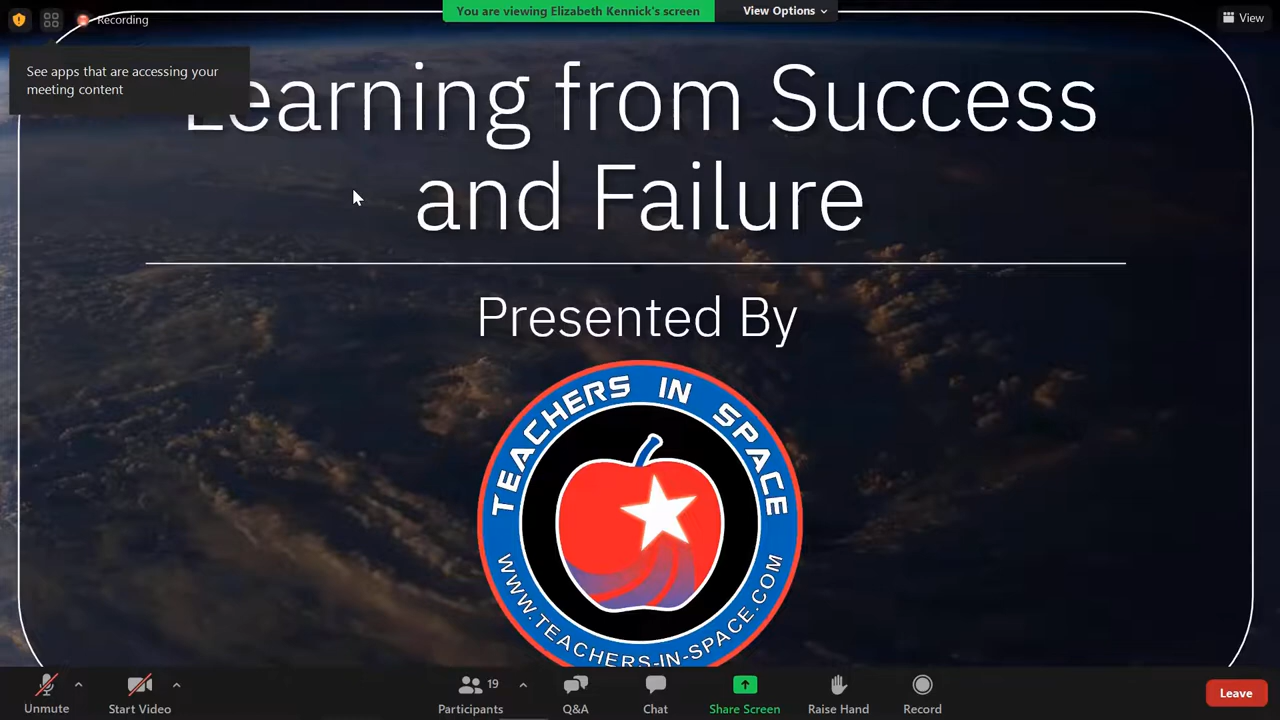 Recording
You are viewing Elizabeth Kennick's screen
View Options
View
See apps that are accessing your
meeting content
Learning from Success
and Failure
Presented By
TEACHERS IN SPACE
WWW.TEACHERS-IN-SPACE.COM
Unmute
Start Video
19
Participants
Q&A
Chat
Share Screen
Raise Hand
Record
Leave